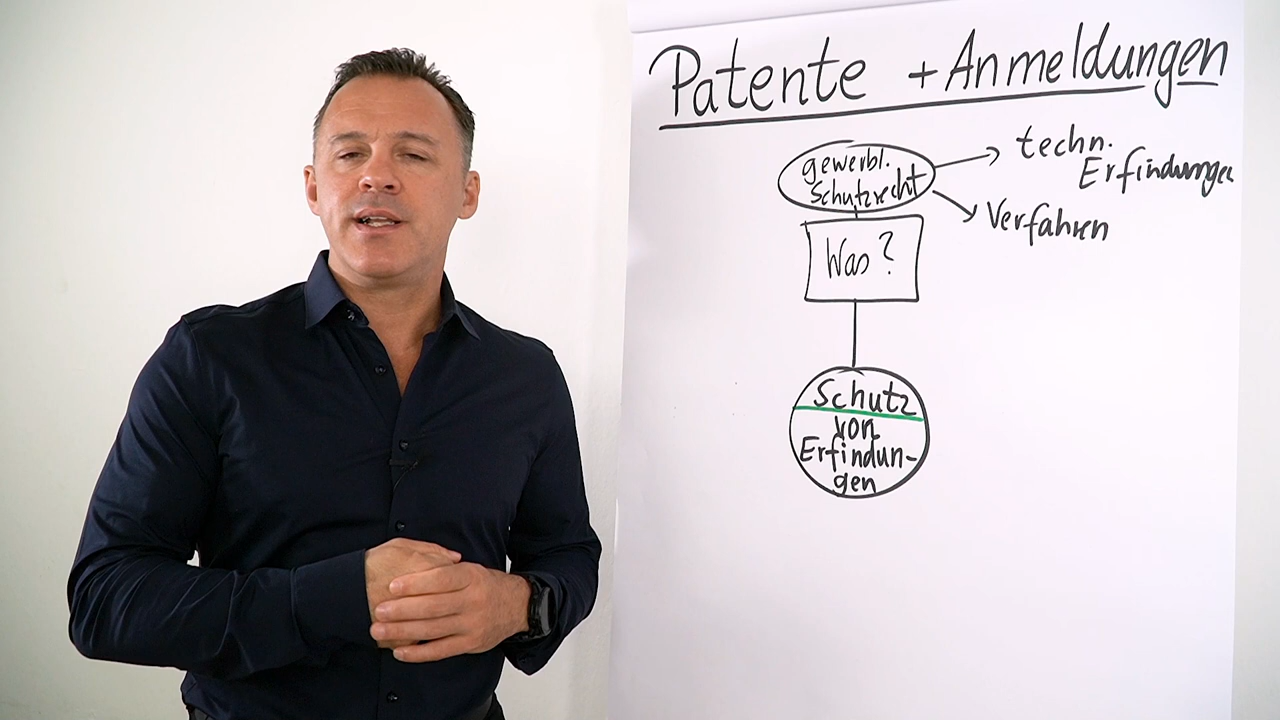 Patente + Anmeldungen
gewerbl.
Schutzrecht
techn.
Erfindungen
Verfahren
Was?
Schutz
von
Erfindun-
gen